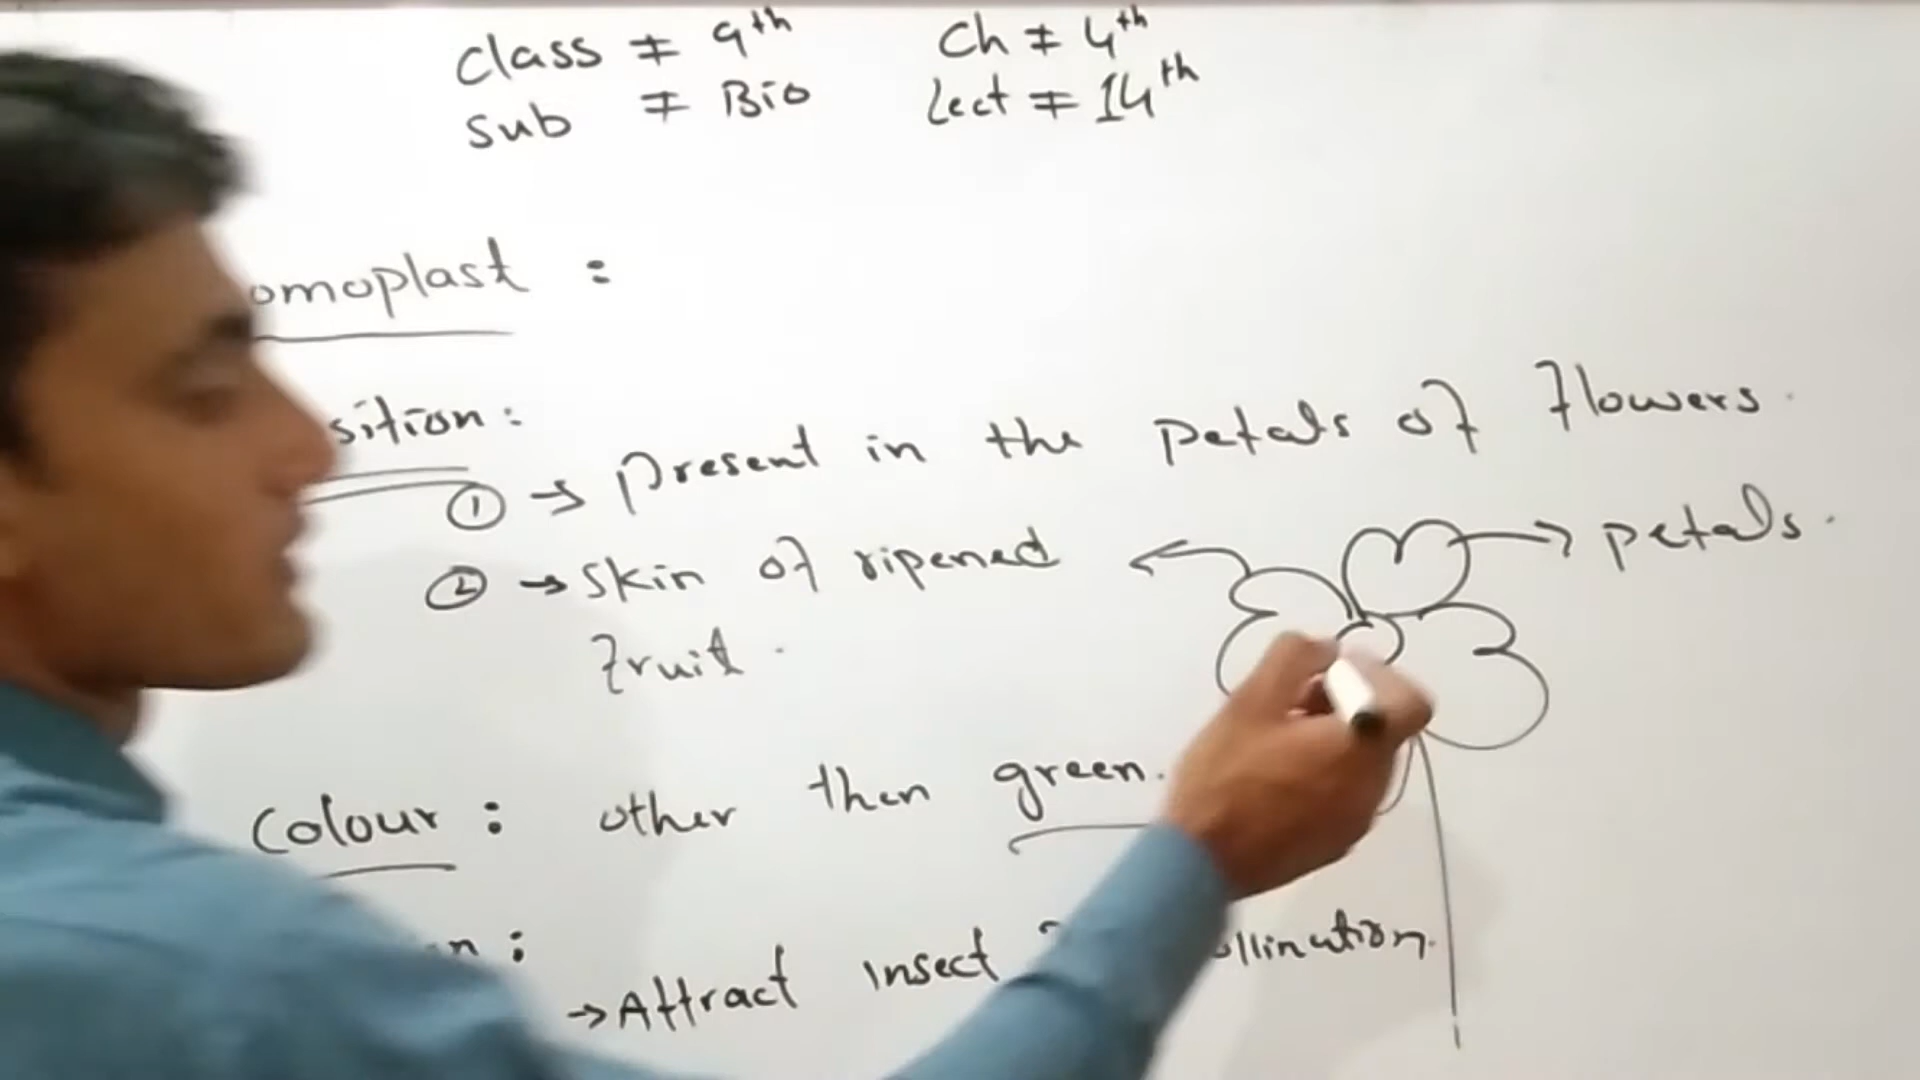 Class ≠ 9th Ch ≠ 4th
Sub ≠ Bio Lect ≠ 14th
omoplast :
sition :
① → Present in the petals of flowers.
② → Skin of ripened
fruit.
petals.
Colour : other then green.
n :
→ Attract insect ollination.